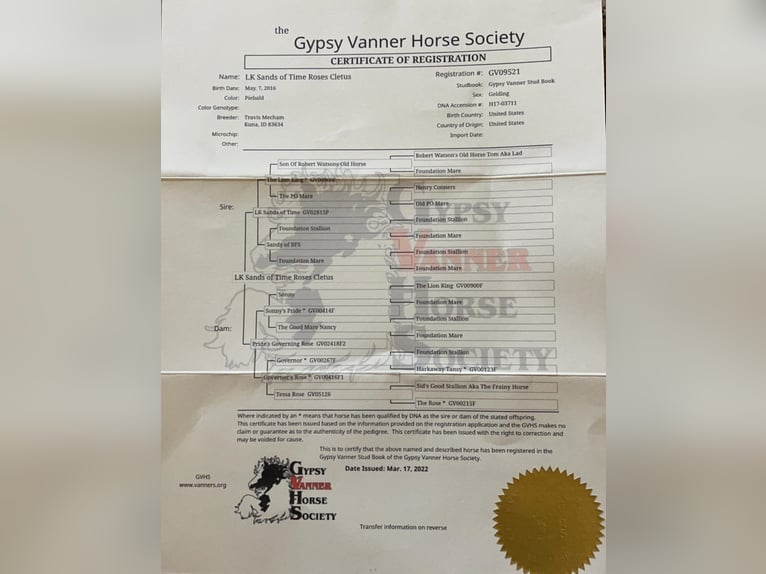 the
Gypsy Vanner Horse Society
CERTIFICATE OF REGISTRATION
Name: LK Sands of Time Roses Cletus
Birth Date: May. 7, 2016
Color: Piebald
Color Genotype:
Breeder: Travis Mecham
Kuna, ID 83634
Microchip:
Other:
Registration #: GV09521
Studbook: Gypsy Vanner Stud Book
Sex: Gelding
DNA Accession #: H17-03711
Birth Country: United States
Country of Origin: United States
Import Date:
Robert Watson's Old Horse Tom Aka Lad
Son Of Robert Watsons Old Horse
Foundation Mare
The Lion King * GV00900F
Henry Connors
The PO Mare
Old PO Mare
Sire:
LK Sands of Time GV02815P
Foundation Stallion
Foundation Stallion
Foundation Mare
Sandy of BFS
Foundation Stallion
Foundation Mare
Foundation Mare
LK Sands of Time Roses Cletus
The Lion King GV00900F
Sonny
Foundation Mare
Sonny's Pride * GV00414F
Foundation Stallion
The Good Mare Nancy
Foundation Mare
Dam:
Pride's Governing Rose GV02418F2
Foundation Stallion
Governor * GV00267F
Harkaway Tansy * GV00123F
Governor's Rose * GV00416F1
Sid's Good Stallion Aka The Frainy Horse
Tessa Rose GV05126
The Rose * GV00215F
GYPSY
VANNER
HORSE
SOCIETY
Where indicated by an * means that horse has been qualified by DNA as the sire or dam of the stated offspring.
This certificate has been issued based on the information provided on the registration application and the GVHS makes no
claim or guarantee as to the authenticity of the pedigree. This certificate has been issued with the right to correction and
may be voided for cause.
This is to certify that the above named and described horse has been registered in the
Gypsy Vanner Stud Book of the Gypsy Vanner Horse Society.
Date Issued: Mar. 17, 2022
GVHS
www.vanners.org
GYPSY
VANNER
HORSE
SOCIETY
Transfer information on reverse